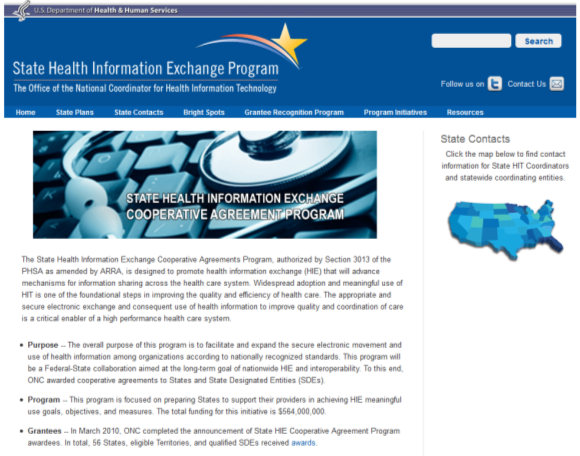 U.S. Department of Health & Human Services
Search
State Health Information Exchange Program
The Office of the National Coordinator for Health Information Technology
Follow us on Contact Us
Home State Plans State Contacts Bright Spots Grantee Recognition Program Program Initiatives Resources
STATE HEALTH INFORMATION EXCHANGE
COOPERATIVE AGREEMENT PROGRAM
State Contacts
Click the map below to find contact
information for State HIT Coordinators
and statewide coordinating entities.
The State Health Information Exchange Cooperative Agreements Program, authorized by Section 3013 of the
PHSA as amended by ARRA, is designed to promote health information exchange (HIE) that will advance
mechanisms for information sharing across the health care system. Widespread adoption and meaningful use of
HIT is one of the foundational steps in improving the quality and efficiency of health care. The appropriate and
secure electronic exchange and consequent use of health information to improve quality and coordination of care
is a critical enabler of a high performance health care system.
• Purpose -- The overall purpose of this program is to facilitate and expand the secure electronic movement and
use of health information among organizations according to nationally recognized standards. This program will
be a Federal-State collaboration aimed at the long-term goal of nationwide HIE and interoperability. To this end,
ONC awarded cooperative agreements to States and State Designated Entities (SDEs).
• Program -- This program is focused on preparing States to support their providers in achieving HIE meaningful
use goals, objectives, and measures. The total funding for this initiative is $564,000,000.
• Grantees -- In March 2010, ONC completed the announcement of State HIE Cooperative Agreement Program
awardees. In total, 56 States, eligible Territories, and qualified SDEs received awards.